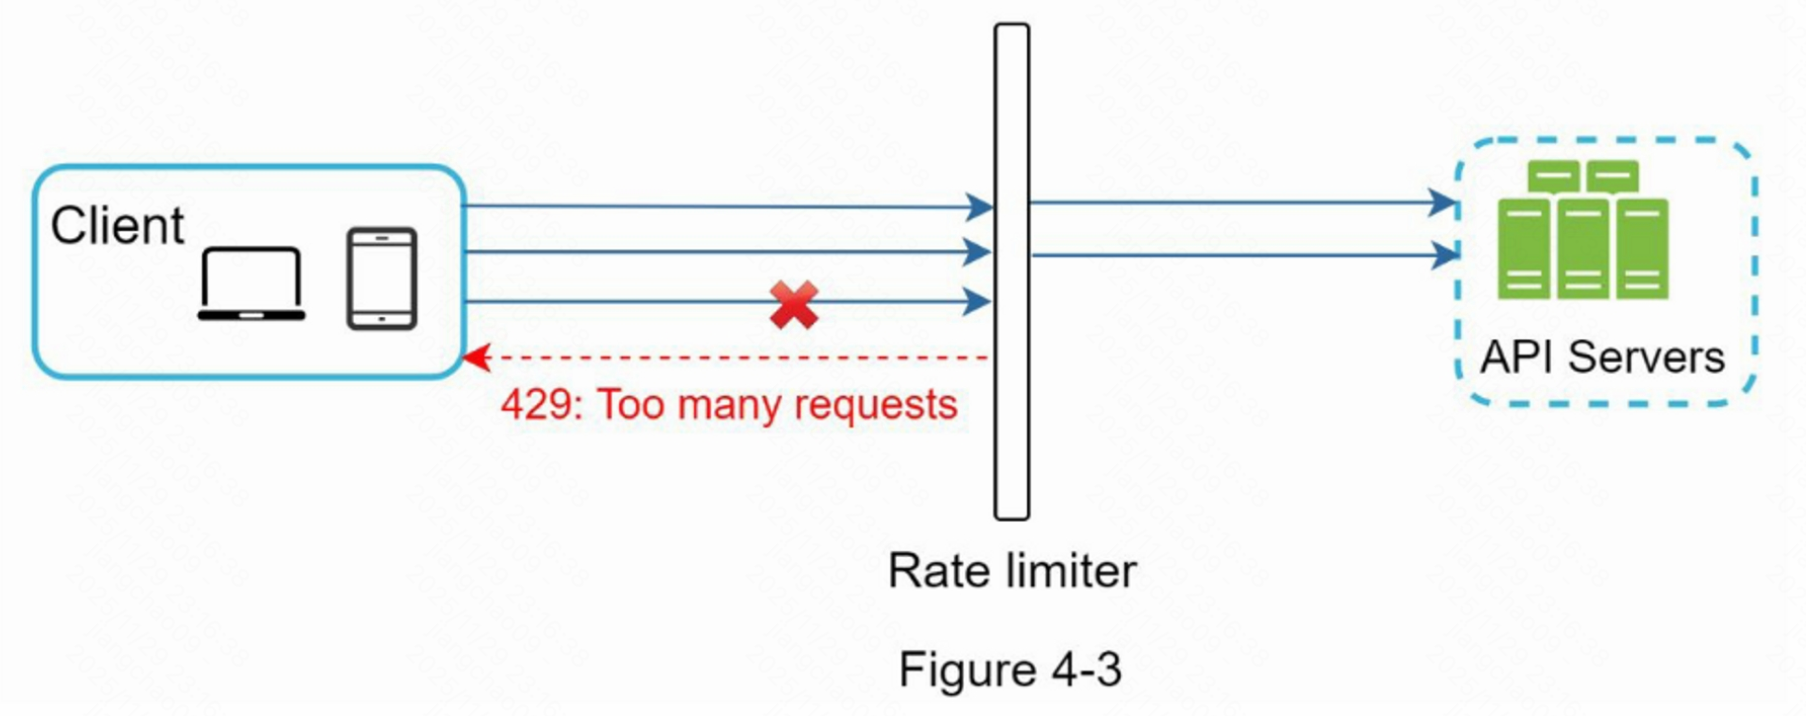 Client
429: Too many requests
API Servers
Rate limiter
Figure 4-3